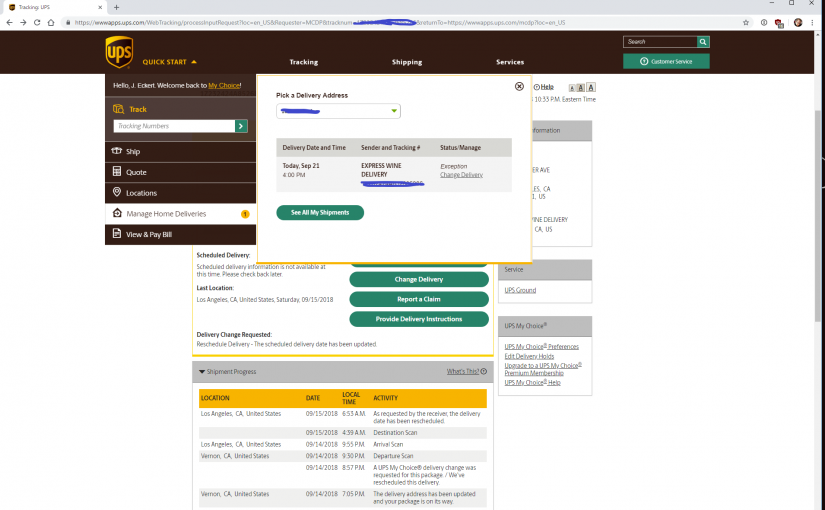 Tracking: UPS
https://wwwapps.ups.com/WebTracking/processInputRequest?loc=en_US&Requester=MCDP&tracknum
&returnTo=https://wwwapps.ups.com/mcdp?loc=en_US
ups
QUICK START
Tracking
Shipping
Services
Search
Customer Service
Hello, J. Eckert. Welcome back to My Choice!
Track
Tracking Numbers
Ship
Quote
Locations
Manage Home Deliveries 1
View & Pay Bill
Pick a Delivery Address
Delivery Date and Time Sender and Tracking # Status/Manage
Today, Sep 21 EXPRESS WINE Exception
4:00 PM DELIVERY Change Delivery
See All My Shipments
Help A A A
10:33 P.M. Eastern Time
formation
ER AVE
ES, CA
, US
INE DELIVERY
CA, US
Scheduled Delivery:
Scheduled delivery information is not available at
this time. Please check back later.
Last Location:
Los Angeles, CA, United States, Saturday, 09/15/2018
Change Delivery
Report a Claim
Provide Delivery Instructions
Delivery Change Requested:
Reschedule Delivery - The scheduled delivery date has been updated.
Service
UPS Ground
UPS My Choice®
UPS My Choice® Preferences
Edit Delivery Holds
Upgrade to a UPS My Choice®
Premium Membership
UPS My Choice® Help
Shipment Progress What's This?
LOCATION DATE LOCAL TIME ACTIVITY
Los Angeles, CA, United States 09/15/2018 6:53 A.M. As requested by the receiver, the delivery
date has been rescheduled.
09/15/2018 4:39 A.M. Destination Scan
Los Angeles, CA, United States 09/14/2018 9:55 P.M. Arrival Scan
Vernon, CA, United States 09/14/2018 9:30 P.M. Departure Scan
09/14/2018 8:57 P.M. A UPS My Choice® delivery change was
requested for this package. / We've
rescheduled this delivery.
Vernon, CA, United States 09/14/2018 7:05 P.M. The delivery address has been updated
and your package is on its way.